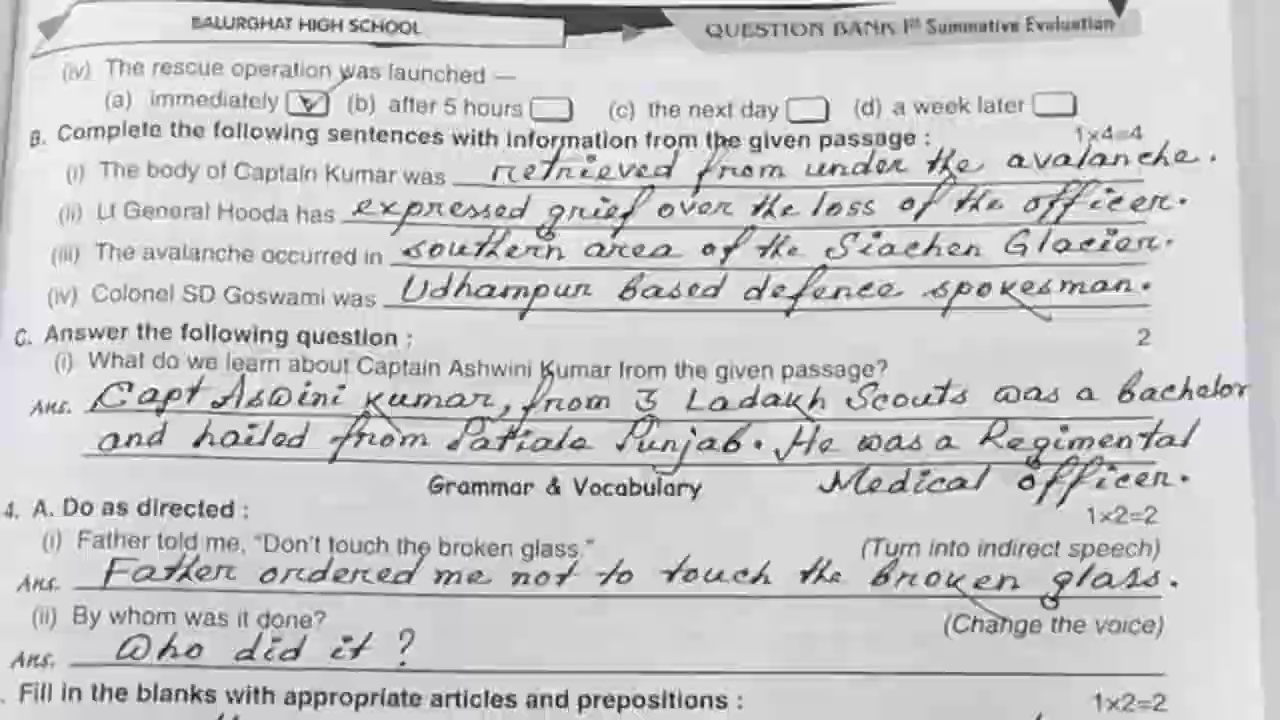 BALURGHAT HIGH SCHOOL
QUESTION BANK 1st Summative Evaluation
(iv) The rescue operation was launched —
(a) immediately (b) after 5 hours (c) the next day (d) a week later
B. Complete the following sentences with information from the given passage : 1×4=4
(i) The body of Captain Kumar was retrieved from under the avalanche.
(ii) Lt General Hooda has expressed grief over the loss of the officer.
(iii) The avalanche occurred in southern area of the Siachen Glacier.
(iv) Colonel SD Goswami was Udhampur based defence spokesman.
C. Answer the following question : 2
(i) What do we learn about Captain Ashwini Kumar from the given passage?
Ans. Capt Aswini Kumar, from 3 Ladakh Scouts was a bachelor
and hailed from Patiala Punjab. He was a Regimental
Medical officer.
Grammar & Vocabulary
4. A. Do as directed : 1×2=2
(i) Father told me, "Don't touch the broken glass." (Turn into indirect speech)
Ans. Father ordered me not to touch the broken glass.
(ii) By whom was it done? (Change the voice)
Ans. Who did it ?
. Fill in the blanks with appropriate articles and prepositions : 1×2=2